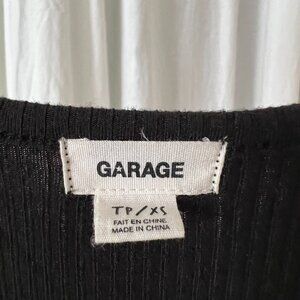 GARAGE
TP/XS
FAIT EN CHINE
MADE IN CHINA